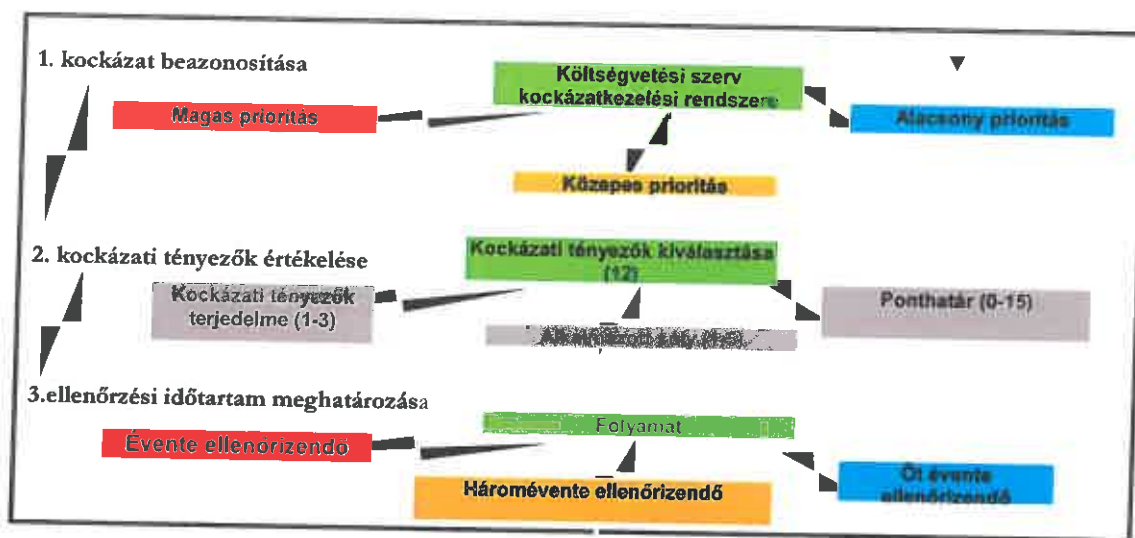 1. kockázat beazonosítása
Költségvetési szerv
kockázatkezelési rendszere
Magas prioritás
Alacsony prioritás
Közepes prioritás
2. kockázati tényezők értékelése
Kockázati tényezők kiválasztása
(12)
Kockázati tényezők
terjedelme (1-3)
Ponthatár (0-15)
3.ellenőrzési időtartam meghatározása
Folyamat
Évente ellenőrizendő
Háromévente ellenőrizendő
Öt évente
ellenőrizendő